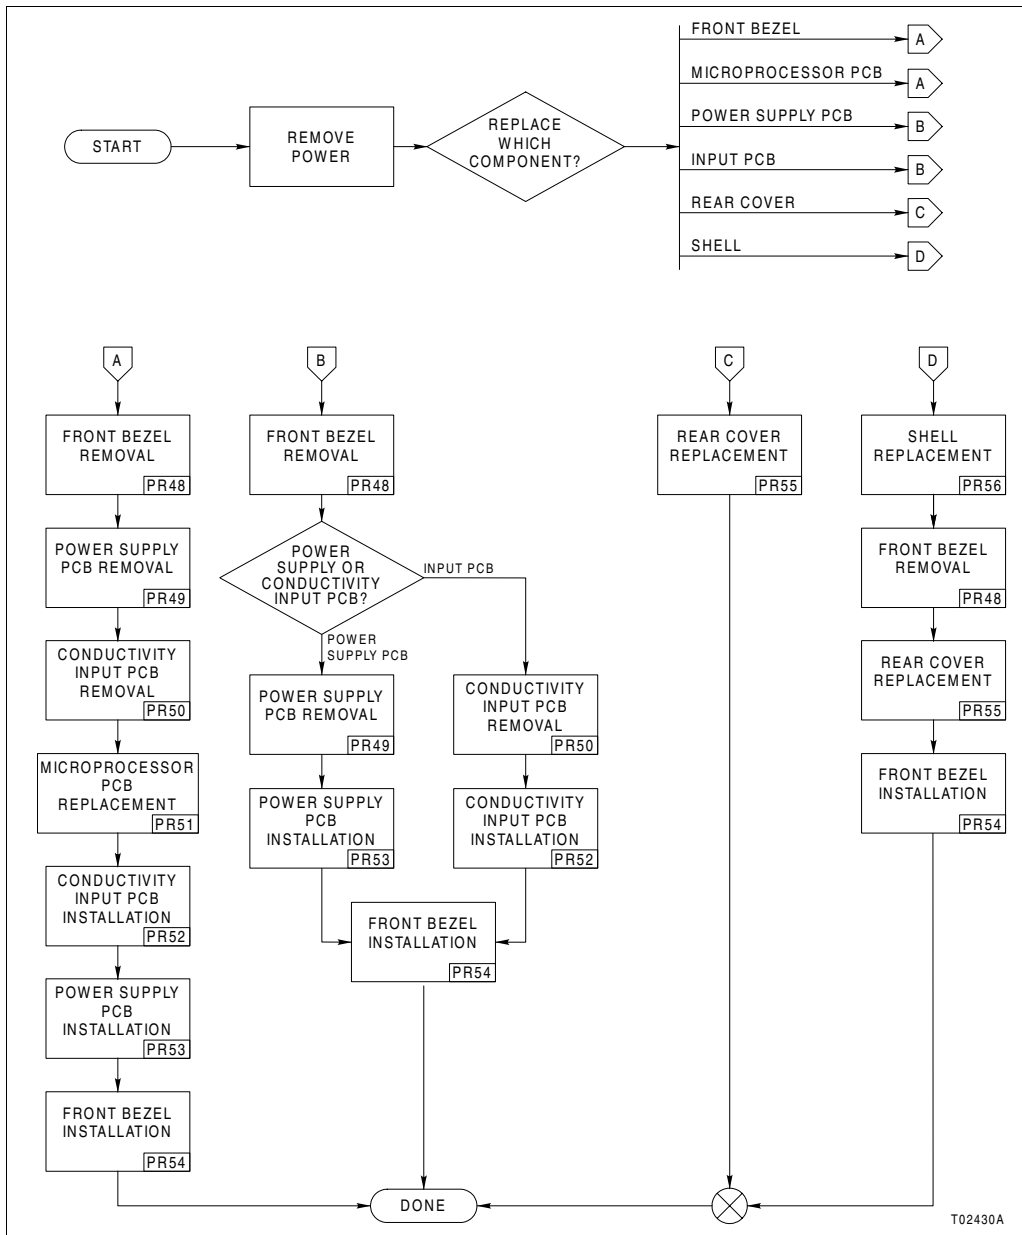 START
REMOVE
POWER
REPLACE
WHICH
COMPONENT?
FRONT BEZEL
A
MICROPROCESSOR PCB
A
POWER SUPPLY PCB
B
INPUT PCB
B
REAR COVER
C
SHELL
D
A
FRONT BEZEL
REMOVAL
PR48
POWER SUPPLY
PCB REMOVAL
PR49
CONDUCTIVITY
INPUT PCB
REMOVAL
PR50
MICROPROCESSOR
PCB
REPLACEMENT
PR51
CONDUCTIVITY
INPUT PCB
INSTALLATION
PR52
POWER SUPPLY
PCB
INSTALLATION
PR53
FRONT BEZEL
INSTALLATION
PR54
B
FRONT BEZEL
REMOVAL
PR48
POWER
SUPPLY OR
CONDUCTIVITY
INPUT PCB?
INPUT PCB
POWER
SUPPLY PCB
POWER SUPPLY
PCB REMOVAL
PR49
POWER SUPPLY
PCB
INSTALLATION
PR53
CONDUCTIVITY
INPUT PCB
REMOVAL
PR50
CONDUCTIVITY
INPUT PCB
INSTALLATION
PR52
FRONT BEZEL
INSTALLATION
PR54
C
REAR COVER
REPLACEMENT
PR55
D
SHELL
REPLACEMENT
PR56
FRONT BEZEL
REMOVAL
PR48
REAR COVER
REPLACEMENT
PR55
FRONT BEZEL
INSTALLATION
PR54
DONE
T02430A